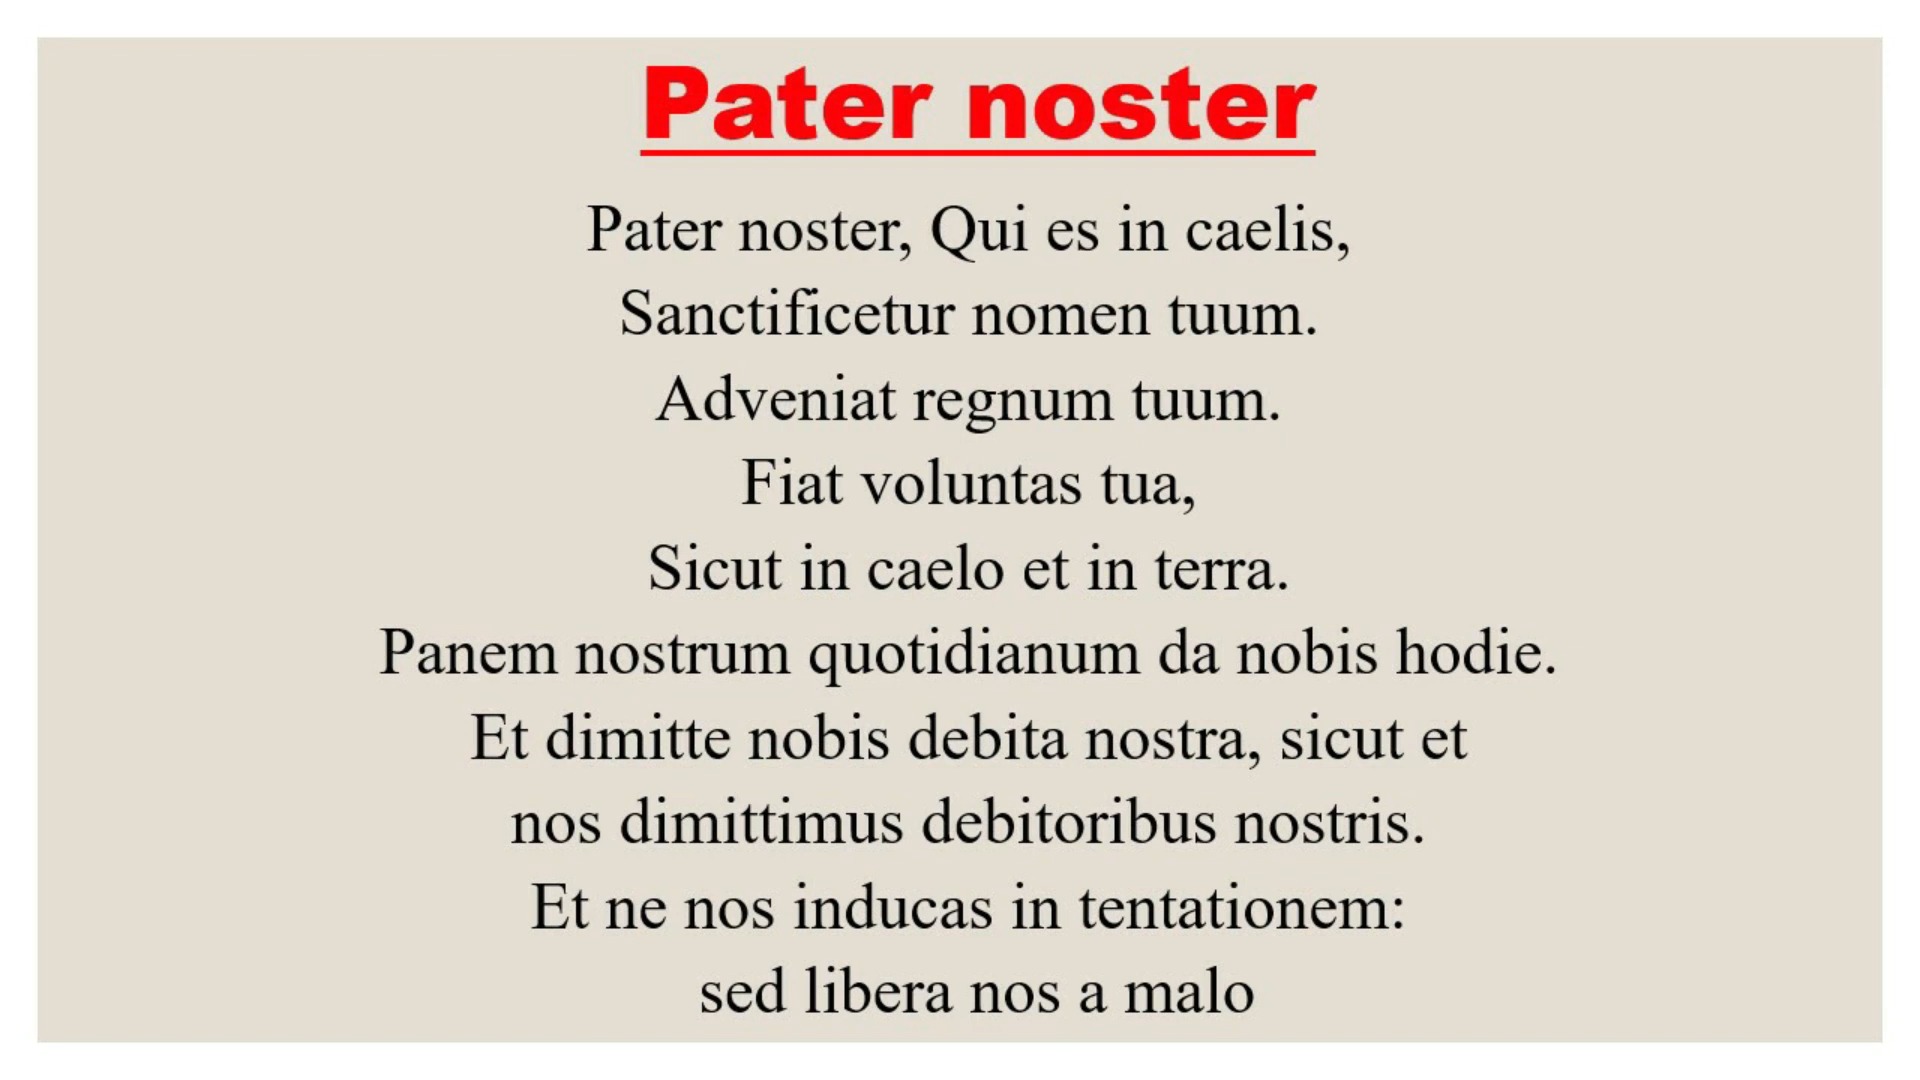 Pater noster
Pater noster, Qui es in caelis,
Sanctificetur nomen tuum.
Adveniat regnum tuum.
Fiat voluntas tua,
Sicut in caelo et in terra.
Panem nostrum quotidianum da nobis hodie.
Et dimitte nobis debita nostra, sicut et
nos dimittimus debitoribus nostris.
Et ne nos inducas in tentationem:
sed libera nos a malo